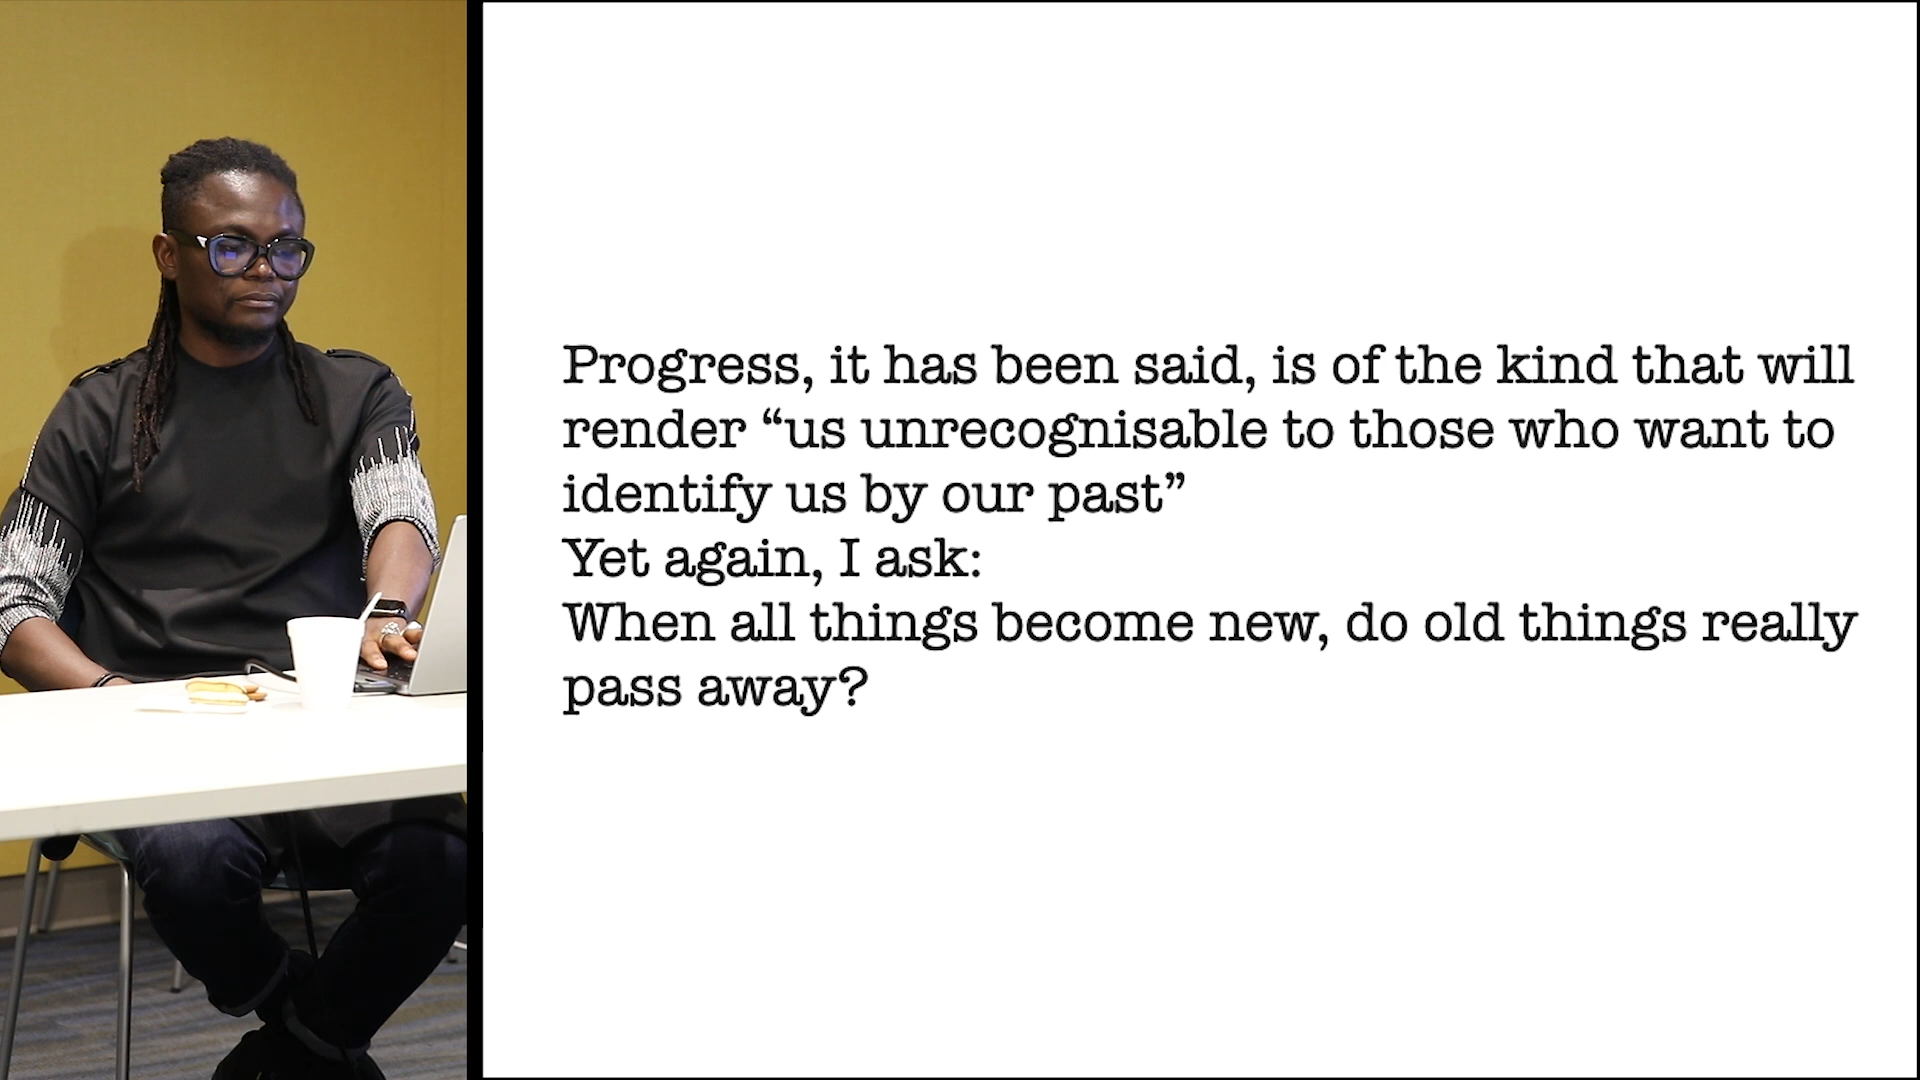 Progress, it has been said, is of the kind that will
render “us unrecognisable to those who want to
identify us by our past”
Yet again, I ask:
When all things become new, do old things really
pass away?